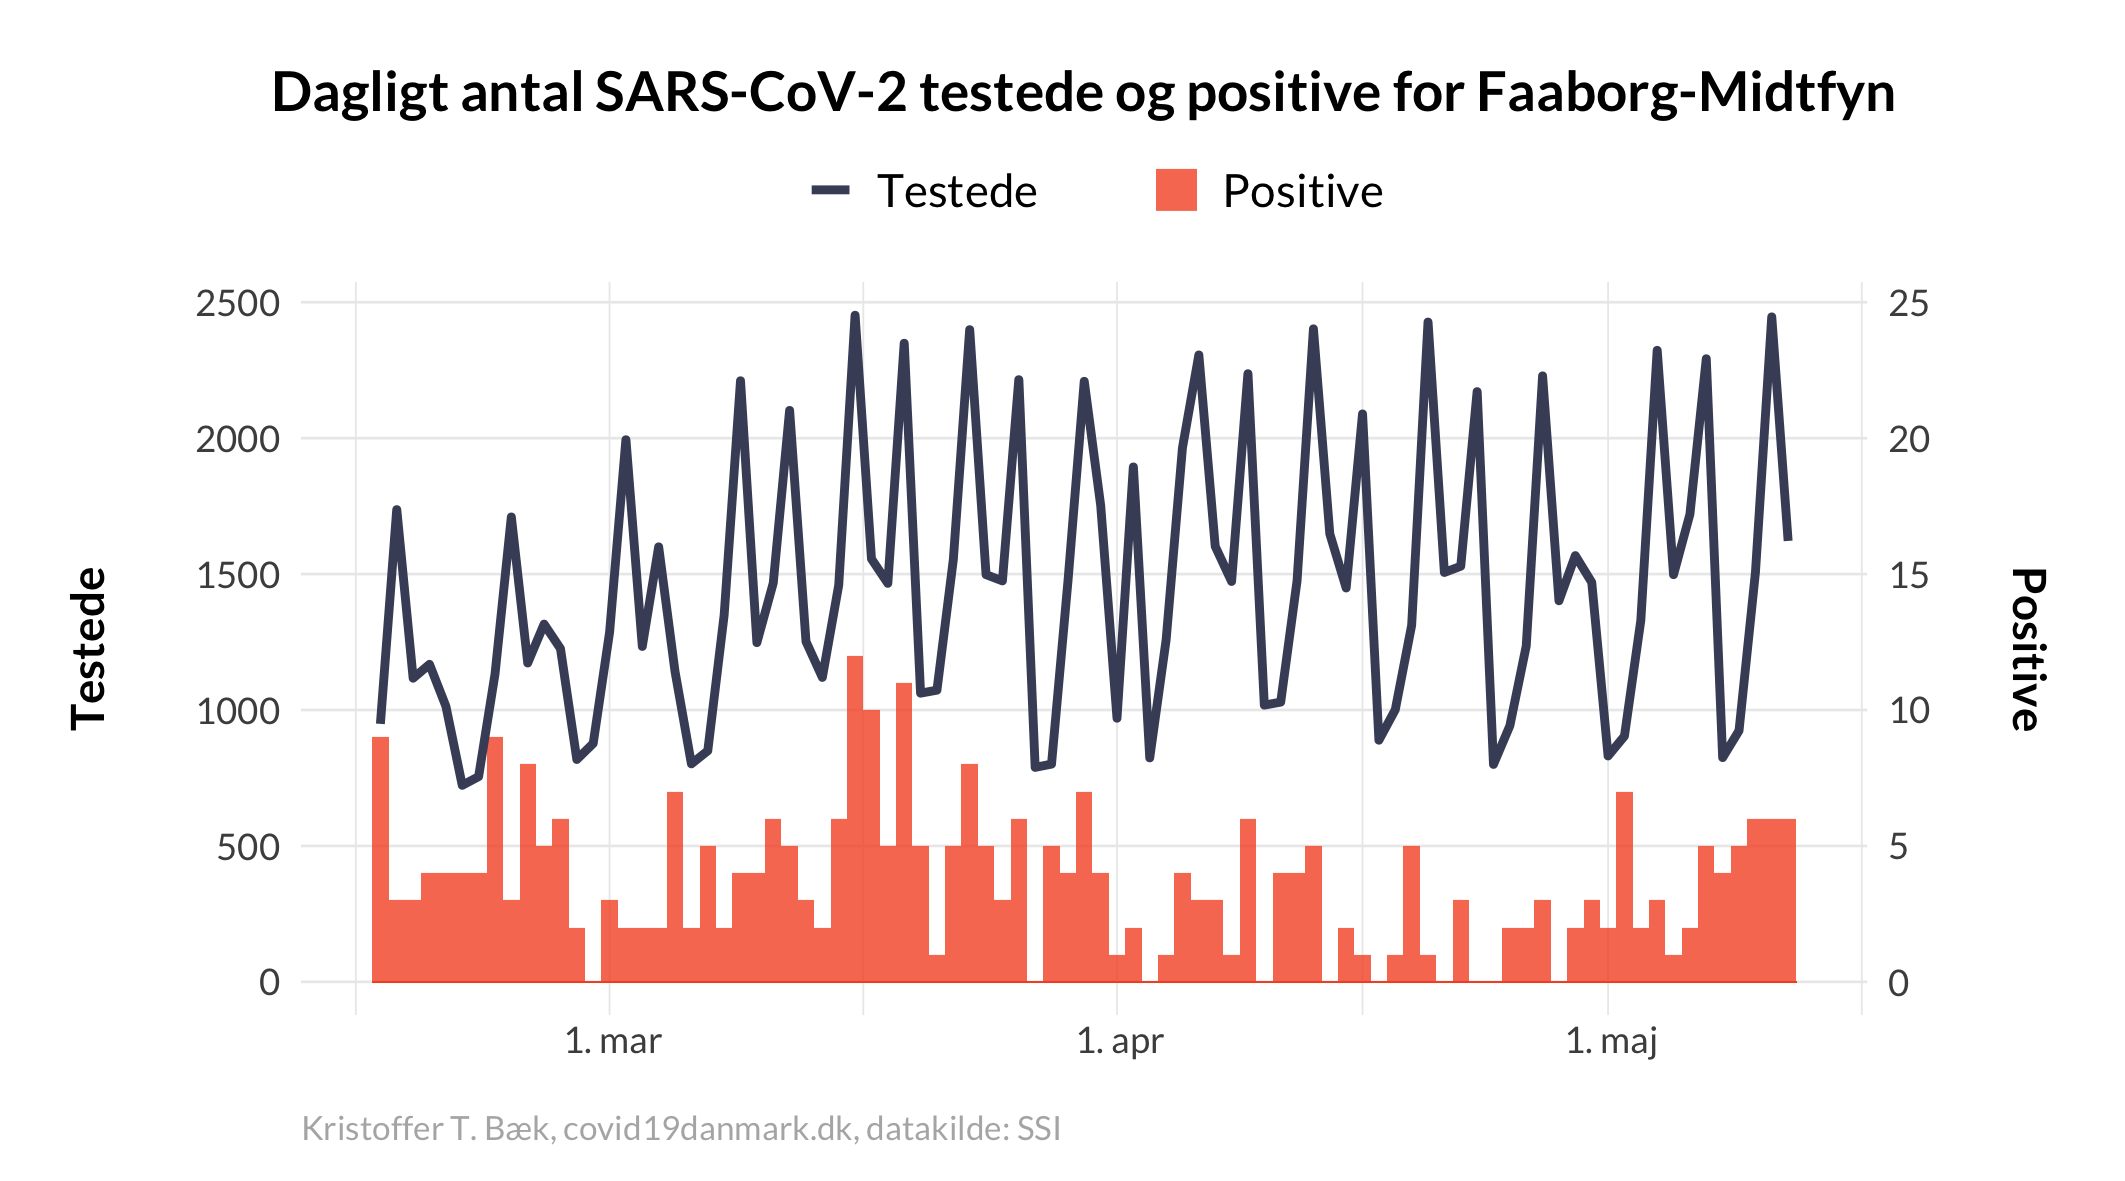 Dagligt antal SARS-CoV-2 testede og positive for Faaborg-Midtfyn
Testede
Positive
2500
2000
1500
1000
500
0
25
20
15
10
5
0
Testede
Positive
1. mar
1. apr
1. maj
Kristoffer T. Bæk, covid19danmark.dk, datakilde: SSI